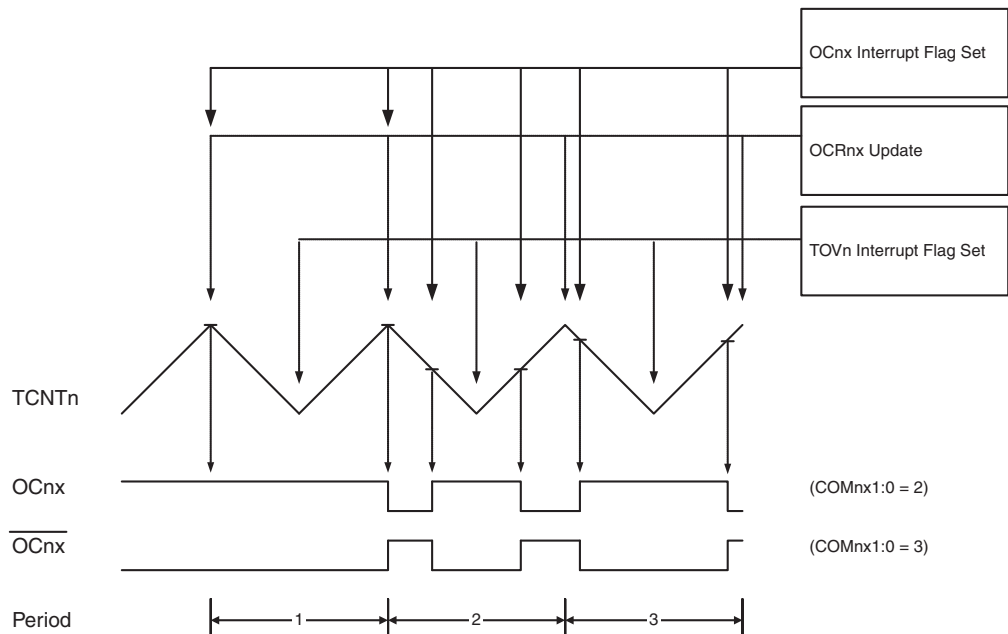 OCnx Interrupt Flag Set
OCRnx Update
TOVn Interrupt Flag Set
TCNTn
OCnx
(COMnx1:0 = 2)
OCnx
(COMnx1:0 = 3)
Period
1
2
3